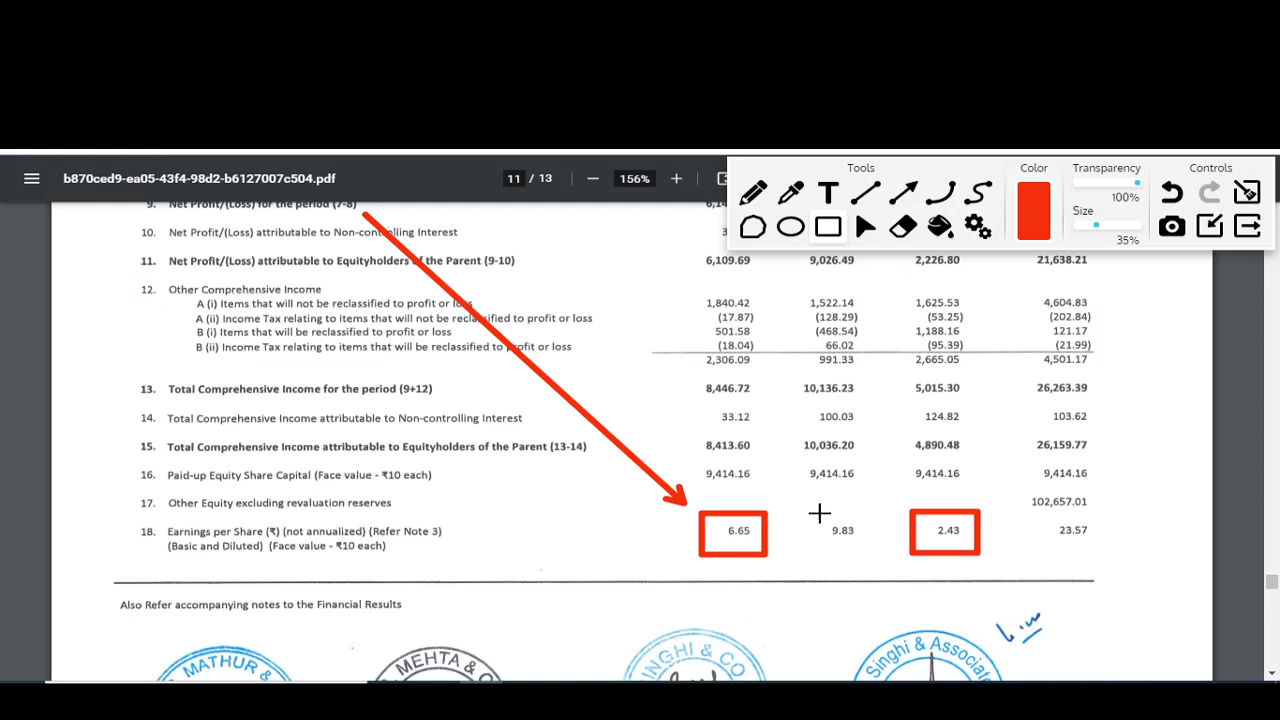 Tools Color Transparency Controls
b870ced9-ea05-43f4-98d2-b6127007c504.pdf 11 / 13 156%
100%
Size
35%
9. Net Profit/(Loss) for the period (7-8)
10. Net Profit/(Loss) attributable to Non-controlling Interest
11. Net Profit/(Loss) attributable to Equityholders of the Parent (9-10) 6,109.69 9,026.49 2,226.80 21,638.21
12. Other Comprehensive Income
A (i) Items that will not be reclassified to profit or loss 1,840.42 1,522.14 1,625.53 4,604.83
A (ii) Income Tax relating to items that will not be reclassified to profit or loss (17.87) (128.29) (53.25) (202.84)
B (i) Items that will be reclassified to profit or loss 501.58 (468.54) 1,188.16 121.17
B (ii) Income Tax relating to items that will be reclassified to profit or loss (18.04) 66.02 (95.39) (21.99)
2,306.09 991.33 2,665.05 4,501.17
13. Total Comprehensive Income for the period (9+12) 8,446.72 10,136.23 5,015.30 26,263.39
14. Total Comprehensive Income attributable to Non-controlling Interest 33.12 100.03 124.82 103.62
15. Total Comprehensive Income attributable to Equityholders of the Parent (13-14) 8,413.60 10,036.20 4,890.48 26,159.77
16. Paid-up Equity Share Capital (Face value - ₹10 each) 9,414.16 9,414.16 9,414.16 9,414.16
17. Other Equity excluding revaluation reserves 102,657.01
18. Earnings per Share (₹) (not annualized) (Refer Note 3) 6.65 9.83 2.43 23.57
(Basic and Diluted) (Face value - ₹10 each)
Also Refer accompanying notes to the Financial Results
MATHUR & MEHTA & SINGHI & CO Singhi & Associates